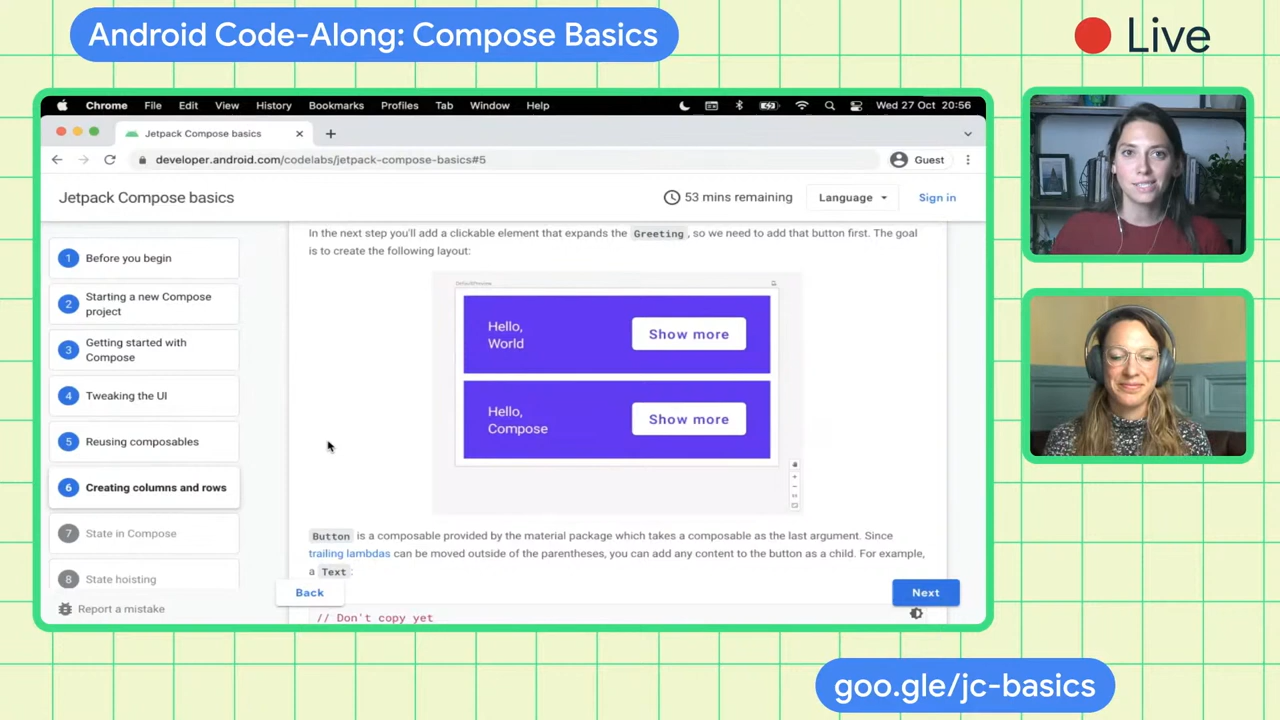 Android Code-Along: Compose Basics
Live
Chrome File Edit View History Bookmarks Profiles Tab Window Help Wed 27 Oct 20:56
Jetpack Compose basics
developer.android.com/codelabs/jetpack-compose-basics#5
Guest
Jetpack Compose basics
53 mins remaining
Language
Sign in
1 Before you begin
2 Starting a new Compose
project
3 Getting started with
Compose
4 Tweaking the UI
5 Reusing composables
6 Creating columns and rows
7 State in Compose
8 State hoisting
Report a mistake
In the next step you'll add a clickable element that expands the Greeting, so we need to add that button first. The goal
is to create the following layout:
DefaultPreview
Hello,
World
Show more
Hello,
Compose
Show more
Button is a composable provided by the material package which takes a composable as the last argument. Since
trailing lambdas can be moved outside of the parentheses, you can add any content to the button as a child. For example,
a Text:
Back
Next
// Don't copy yet
goo.gle/jc-basics